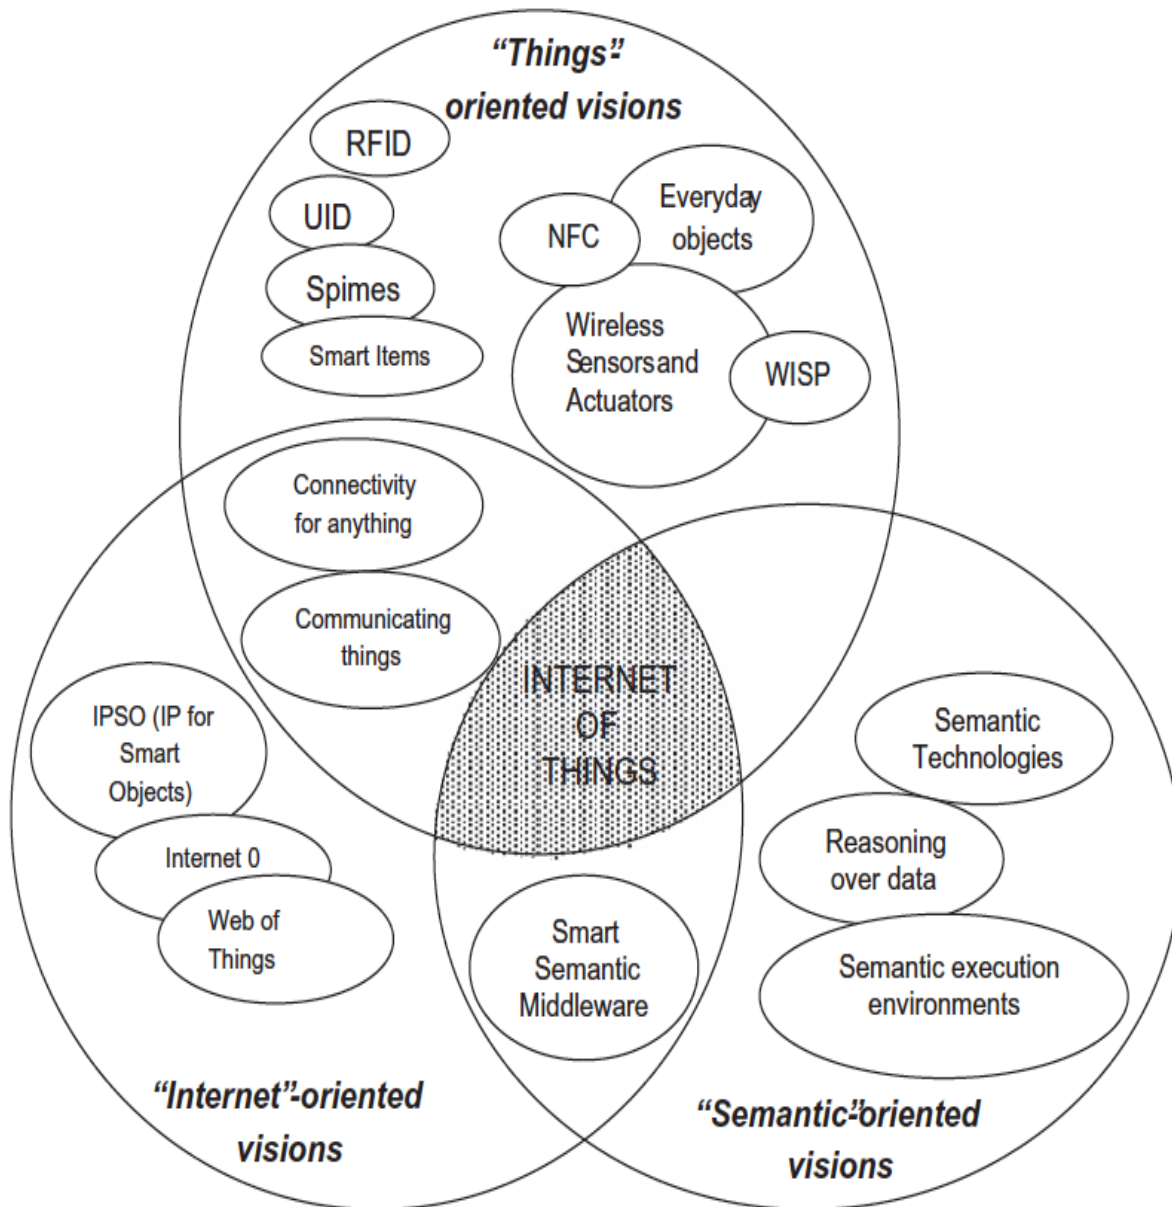 “Things”-
oriented visions
RFID
UID
Spimes
Smart Items
Everyday
objects
NFC
Wireless
Sensors and
Actuators
WISP
Connectivity
for anything
Communicating
things
INTERNET
OF
THINGS
IPSO (IP for
Smart
Objects)
Internet 0
Web of
Things
Semantic
Technologies
Reasoning
over data
Semantic execution
environments
Smart
Semantic
Middleware
“Internet”-oriented
visions
“Semantic”-oriented
visions